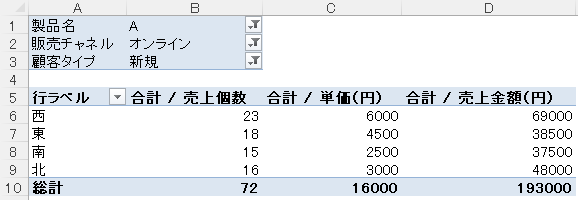 A B C D
1 製品名 A
2 販売チャネル オンライン
3 顧客タイプ 新規
4
5 行ラベル 合計 / 売上個数 合計 / 単価(円) 合計 / 売上金額(円)
6 西 23 6000 69000
7 東 18 4500 38500
8 南 15 2500 37500
9 北 16 3000 48000
10 総計 72 16000 193000